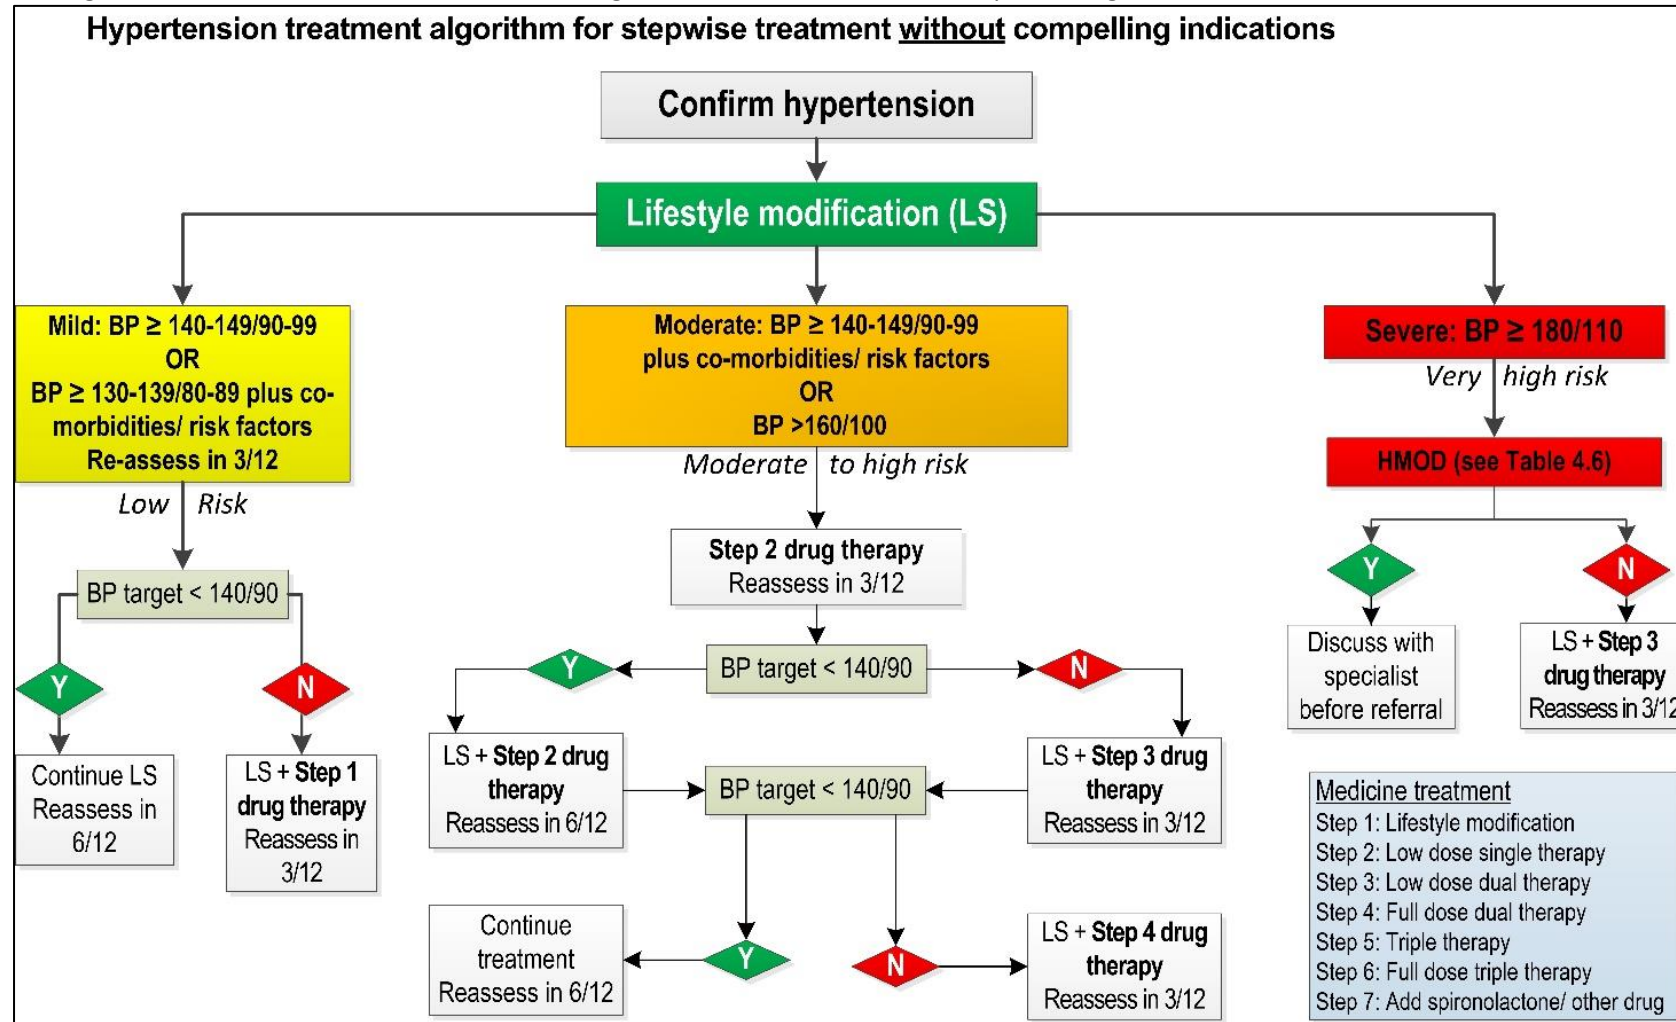 Hypertension treatment algorithm for stepwise treatment without compelling indications
Confirm hypertension
Lifestyle modification (LS)
Mild: BP ≥ 140-149/90-99
OR
BP ≥ 130-139/80-89 plus co-
morbidities/ risk factors
Re-assess in 3/12
Low Risk
BP target < 140/90
Y
N
Continue LS
Reassess in
6/12
LS + Step 1
drug therapy
Reassess in
3/12
Moderate: BP ≥ 140-149/90-99
plus co-morbidities/ risk factors
OR
BP >160/100
Moderate to high risk
Step 2 drug therapy
Reassess in 3/12
BP target < 140/90
Y
N
LS + Step 2 drug
therapy
Reassess in 6/12
BP target < 140/90
LS + Step 3 drug
therapy
Reassess in 3/12
Continue
treatment
Reassess in 6/12
Y
N
LS + Step 4 drug
therapy
Reassess in 3/12
Severe: BP ≥ 180/110
Very high risk
HMOD (see Table 4.6)
Y
N
Discuss with
specialist
before referral
LS + Step 3
drug therapy
Reassess in 3/12
Medicine treatment
Step 1: Lifestyle modification
Step 2: Low dose single therapy
Step 3: Low dose dual therapy
Step 4: Full dose dual therapy
Step 5: Triple therapy
Step 6: Full dose triple therapy
Step 7: Add spironolactone/ other drug